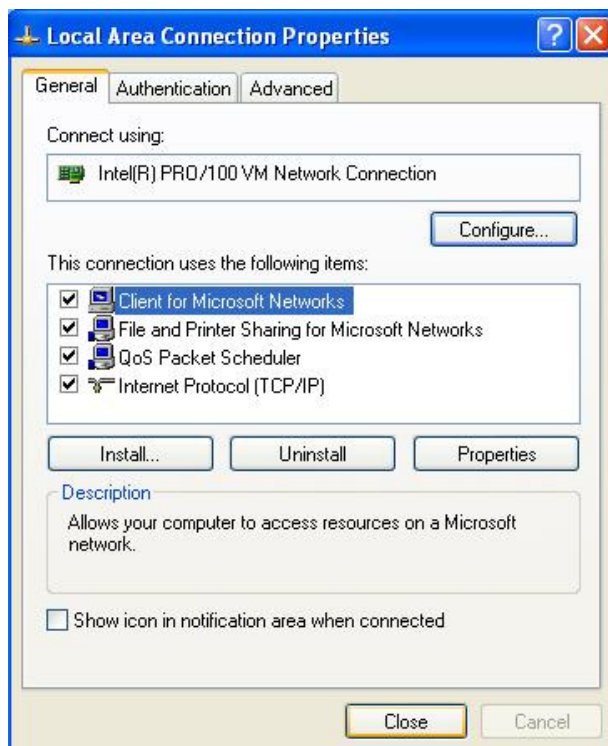 Local Area Connection Properties
General Authentication Advanced
Connect using:
Intel(R) PRO/100 VM Network Connection
Configure...
This connection uses the following items:
Client for Microsoft Networks
File and Printer Sharing for Microsoft Networks
QoS Packet Scheduler
Internet Protocol (TCP/IP)
Install... Uninstall Properties
Description
Allows your computer to access resources on a Microsoft
network.
Show icon in notification area when connected
Close Cancel